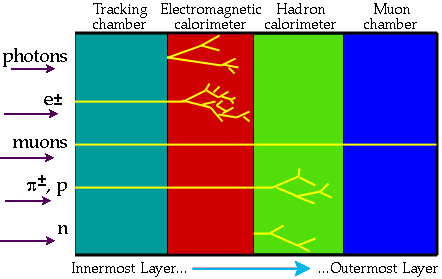 Tracking chamber
Electromagnetic calorimeter
Hadron calorimeter
Muon chamber
photons
e±
muons
π±, p
n
Innermost Layer...
...Outermost Layer